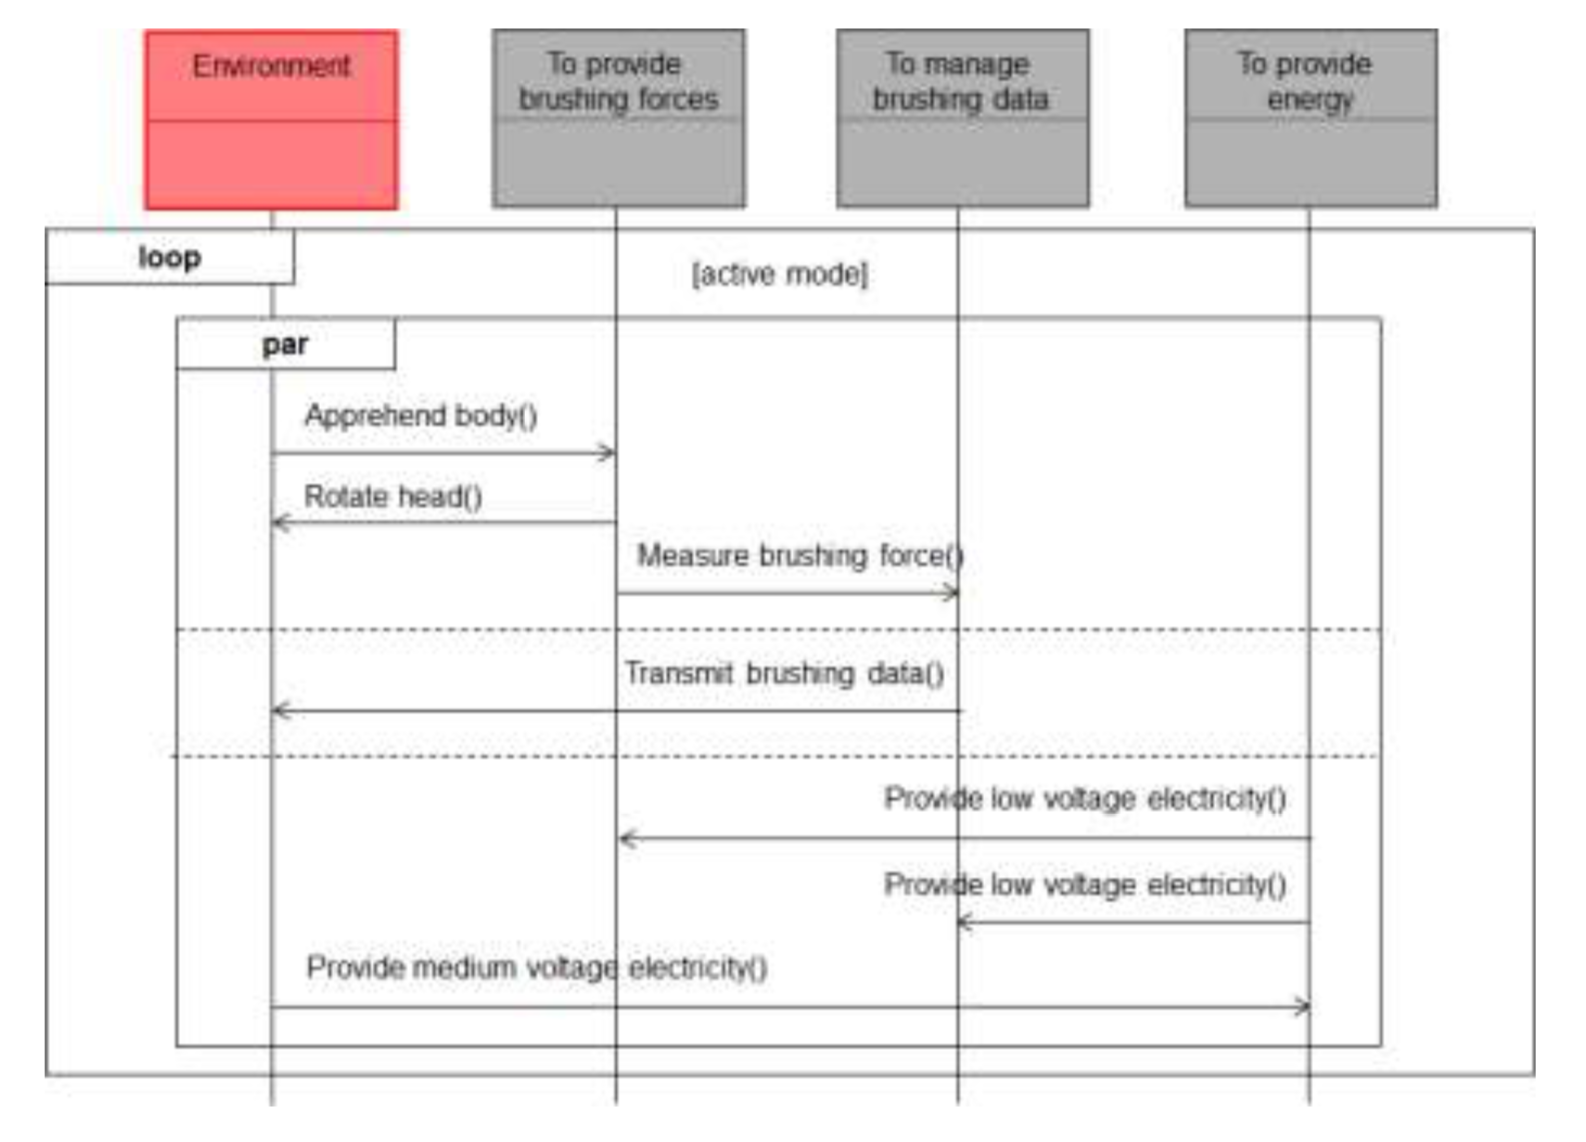 Environment
To provide
brushing forces
To manage
brushing data
To provide
energy
loop
[active mode]
par
Apprehend body()
Rotate head()
Measure brushing force()
Transmit brushing data()
Provide low voltage electricity()
Provide low voltage electricity()
Provide medium voltage electricity()